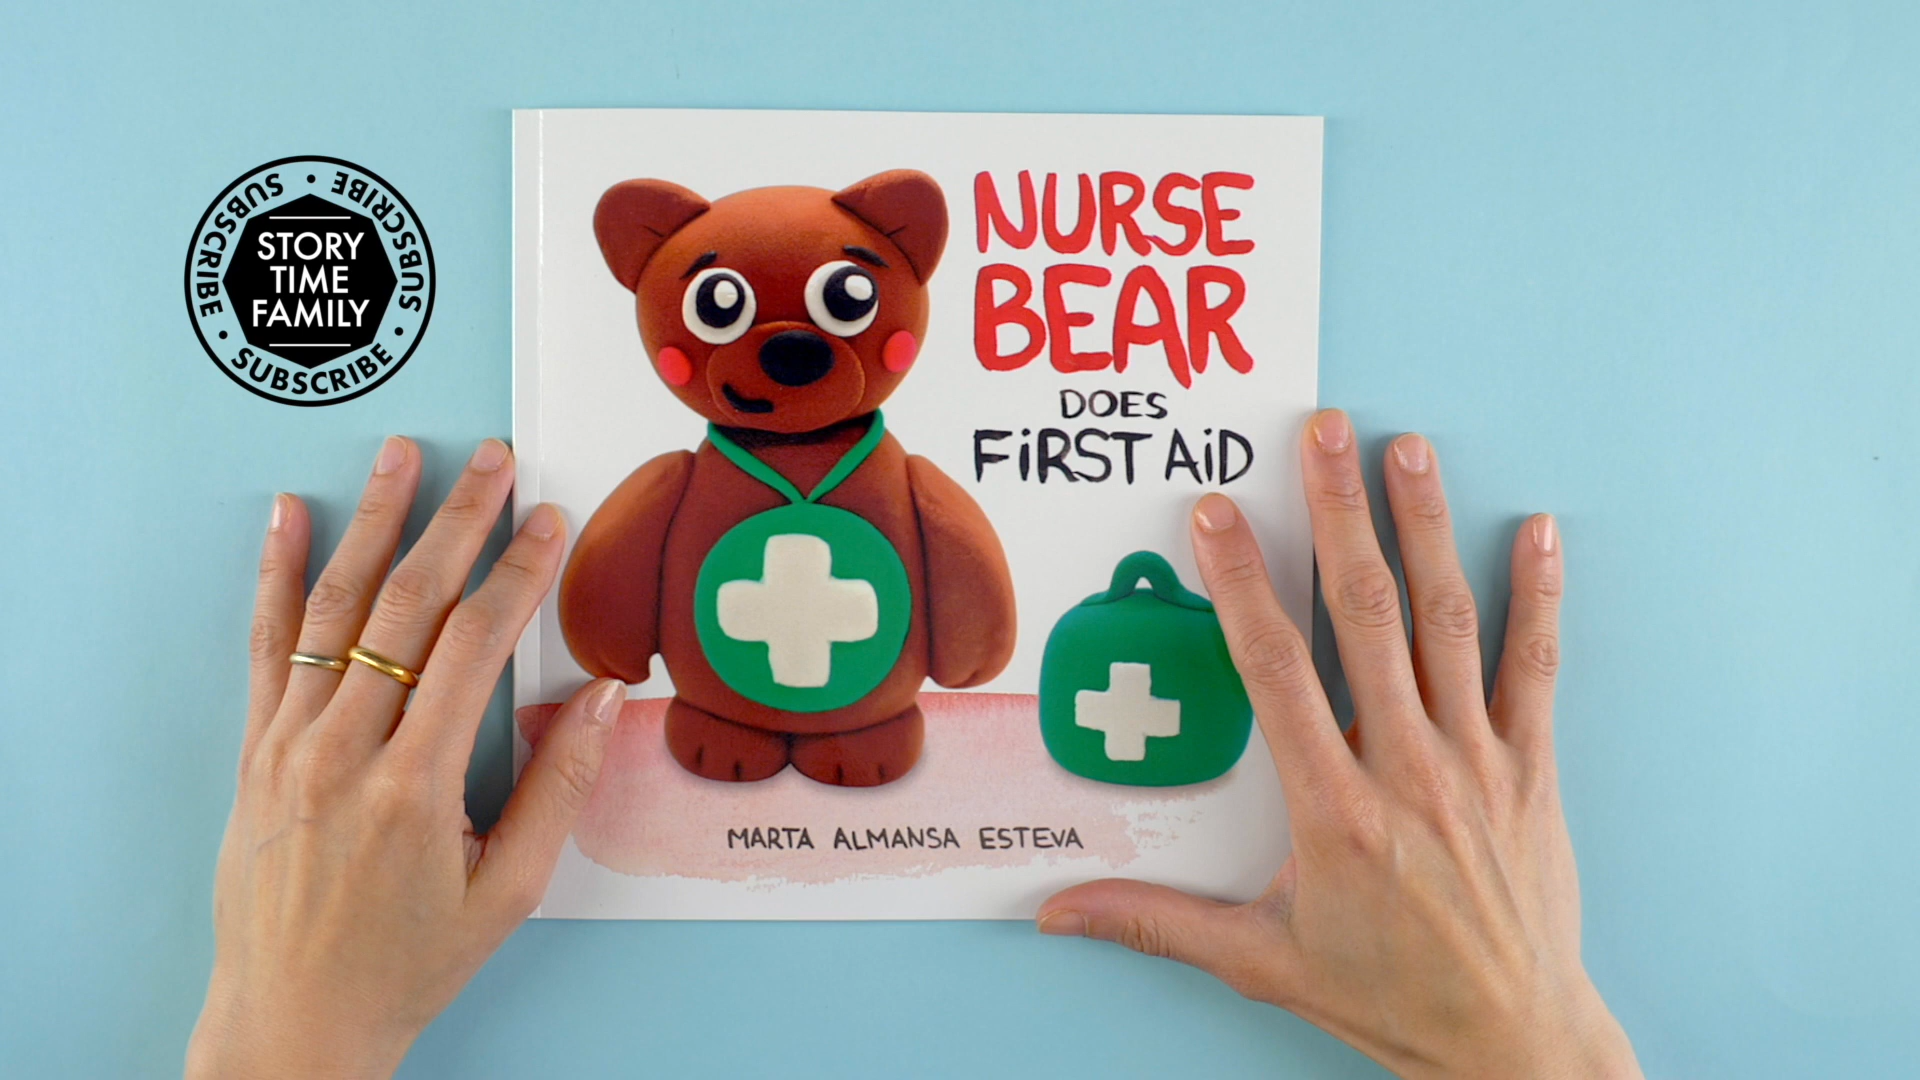 SUBSCRIBE • SUBSCRIBE • SUBSCRIBE • SUBSCRIBE •
STORY
TIME
FAMILY
NURSE
BEAR
DOES
FiRST AiD
MARTA ALMANSA ESTEVA